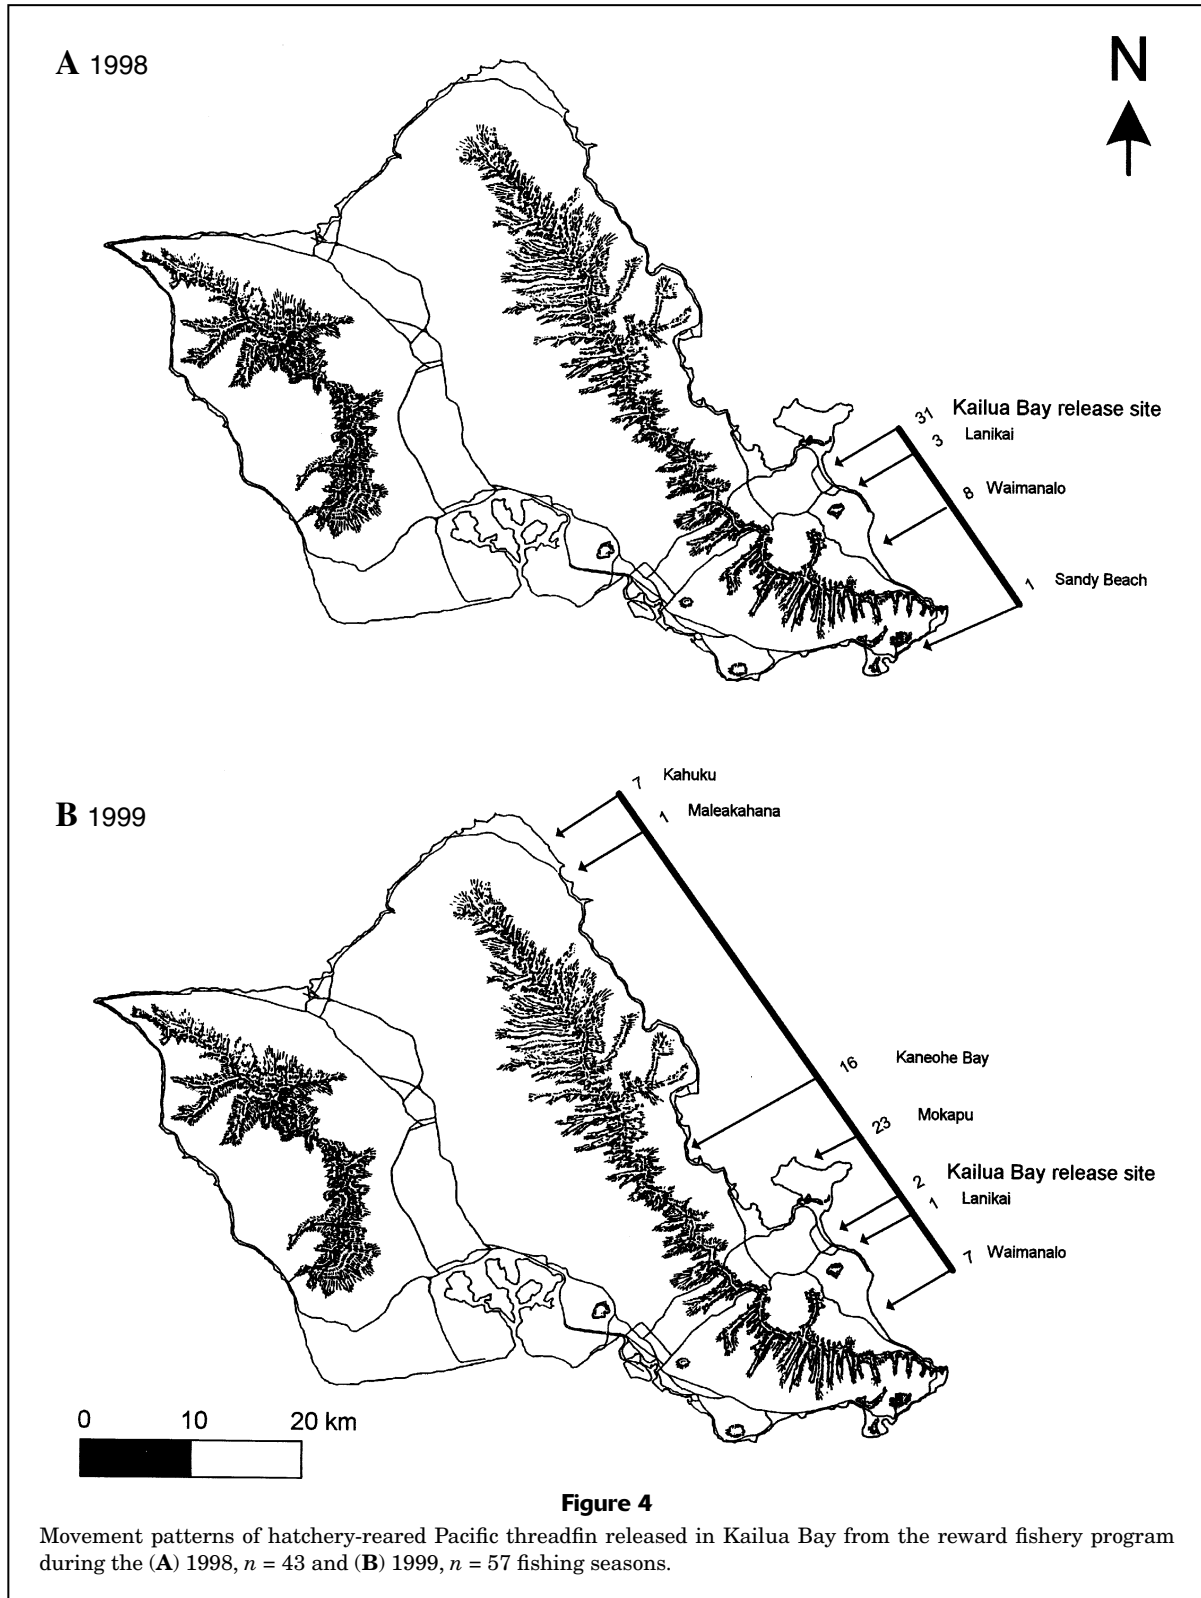 A 1998
N
31 Kailua Bay release site
3 Lanikai
8 Waimanalo
1 Sandy Beach
B 1999
7 Kahuku
1 Maleakahana
16 Kaneohe Bay
23 Mokapu
2 Kailua Bay release site
1 Lanikai
7 Waimanalo
0 10 20 km
Figure 4
Movement patterns of hatchery-reared Pacific threadfin released in Kailua Bay from the reward fishery program
during the (A) 1998, n = 43 and (B) 1999, n = 57 fishing seasons.